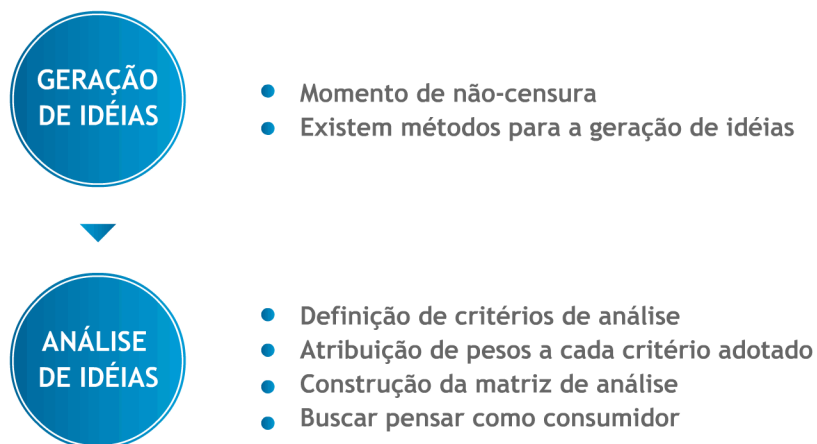 GERAÇÃO
DE IDÉIAS
Momento de não-censura
Existem métodos para a geração de idéias
ANÁLISE
DE IDÉIAS
Definição de critérios de análise
Atribuição de pesos a cada critério adotado
Construção da matriz de análise
Buscar pensar como consumidor